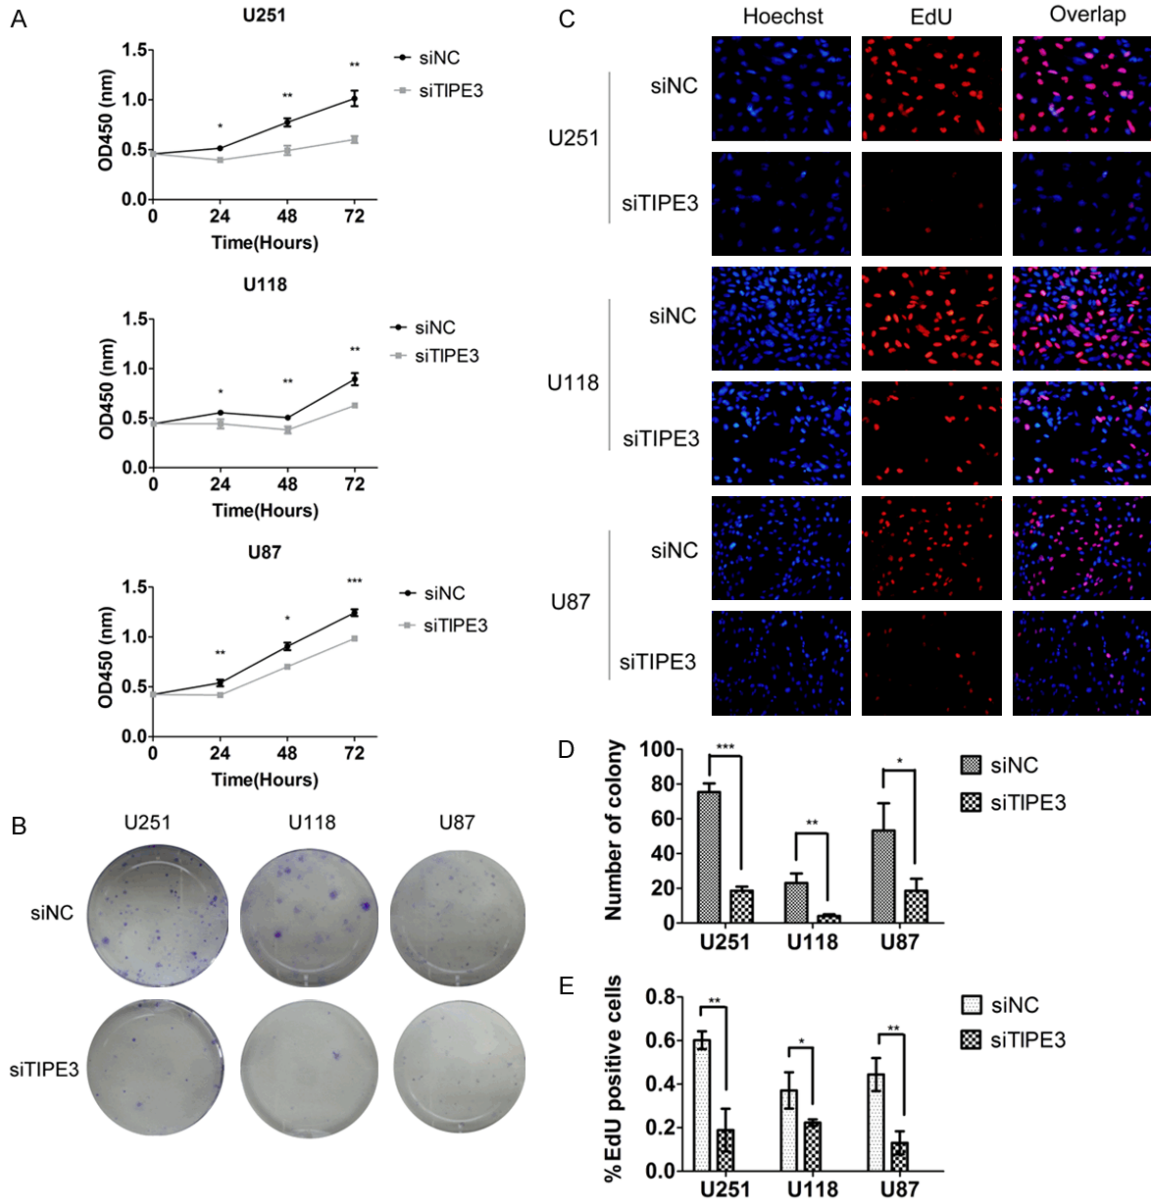 A
U251
siNC
siTIPE3
OD450 (nm)
1.5
1.0
0.5
0.0
* ** **
0 24 48 72
Time(Hours)
U118
siNC
siTIPE3
OD450 (nm)
1.5
1.0
0.5
0.0
* ** **
0 24 48 72
Time(Hours)
U87
siNC
siTIPE3
OD450 (nm)
1.5
1.0
0.5
0.0
** * ***
0 24 48 72
Time(Hours)
B
U251 U118 U87
siNC
siTIPE3
C
Hoechst EdU Overlap
U251
siNC
siTIPE3
U118
siNC
siTIPE3
U87
siNC
siTIPE3
D
Number of colony
100
80
60
40
20
0
*** ** *
U251 U118 U87
siNC
siTIPE3
E
% EdU positive cells
0.8
0.6
0.4
0.2
0.0
** * **
U251 U118 U87
siNC
siTIPE3